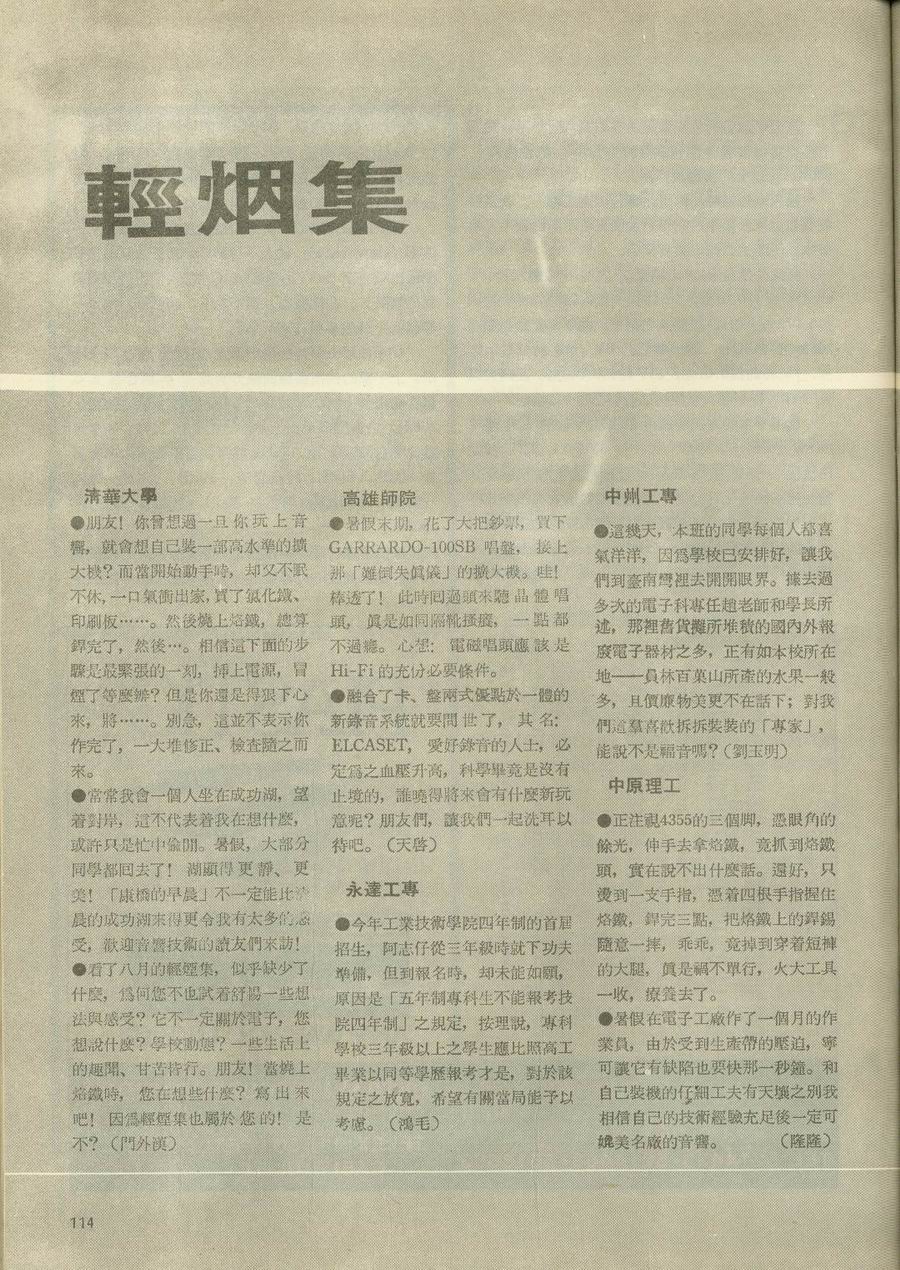 輕烟集
清華大學
●朋友！你曾想過一旦你玩上音
響，就會想自己裝一部高水準的擴
大機？而當開始動手時，却又不眠
不休，一口氣衝出家，買了氯化鐵、
印刷板……。然後燒上烙鐵，總算
銲完了，然後…。相信這下面的步
驟是最緊張的一刻，揷上電源，冒
煙了等麼辦？但是你還是得狠下心
來，將……。別急，這並不表示你
作完了，一大堆修正、檢查隨之而
來。
●常常我會一個人坐在成功湖，望
着對岸，這不代表着我在想什麼，
或許只是忙中偸閒。暑假，大部分
同學都回去了！湖顯得更靜、更
美！「康橋的早晨」不一定能比清
晨的成功湖來得更令我有太多的感
受，歡迎音響技術的讀友們來訪！
●看了八月的輕煙集，似乎缺少了
什麼，爲何您不也試着舒暢一些想
法與感受？它不一定關於電子，您
想說什麼？學校動態？一些生活上
的趣聞、甘苦皆行。朋友！當燒上
烙鐵時，您在想些什麼？寫出來
吧！因爲輕煙集也屬於您的！是
不？（門外漢）
高雄師院
●暑假末期，花了大把鈔票，買下
GARRARDO-100SB 唱盤，接上
那「雖倒失眞儀」的擴大機。哇！
棒透了！此時回過頭來聽晶體唱
頭，眞是如同隔靴搔癢，一點都
不過癮。心想：電磁唱頭應該是
Hi-Fi 的充份必要條件。
●融合了卡、盤兩式優點於一體的
新錄音系統就要問世了，其名：
ELCASET，愛好錄音的人士，必
定爲之血壓升高，科學畢竟是沒有
止境的，誰曉得將來會有什麼新玩
意呢？朋友們，讓我們一起洗耳以
待吧。（天啓）
永達工專
●今年工業技術學院四年制的首屆
招生，阿志仔從三年級時就下功夫
準備，但到報名時，却未能如願，
原因是「五年制專科生不能報考技
院四年制」之規定，按理說，專科
學校三年級以上之學生應比照高工
畢業以同等學歷報考才是，對於該
規定之放寬，希望有關當局能予以
考慮。（鴻毛）
中州工專
●這幾天，本班的同學每個人都喜
氣洋洋，因爲學校已安排好，讓我
們到臺南灣裡去開開眼界。據去過
多次的電子科專任趙老師和學長所
述，那裡舊貨攤所堆積的國內外報
廢電子器材之多，正有如本校所在
地——員林百菓山所產的水果一般
多，且價廉物美更不在話下；對我
們這羣喜歡拆拆裝裝的「專家」，
能說不是福音嗎？（劉玉明）
中原理工
●正注視4355的三個脚，憑眼角的
餘光，伸手去拿烙鐵，竟抓到烙鐵
頭，實在說不出什麼話。還好，只
燙到一支手指，憑着四根手指握住
烙鐵，銲完三點，把烙鐵上的銲錫
隨意一摔，乖乖，竟掉到穿着短褲
的大腿，眞是禍不單行，火大工具
一收，療養去了。
●暑假在電子工廠作了一個月的作
業員，由於受到生產帶的壓迫，寧
可讓它有缺陷也要快那一秒鐘。和
自己裝機的仔細工夫有天壤之別我
相信自己的技術經驗充足後一定可
媲美名廠的音響。（隆隆）
114